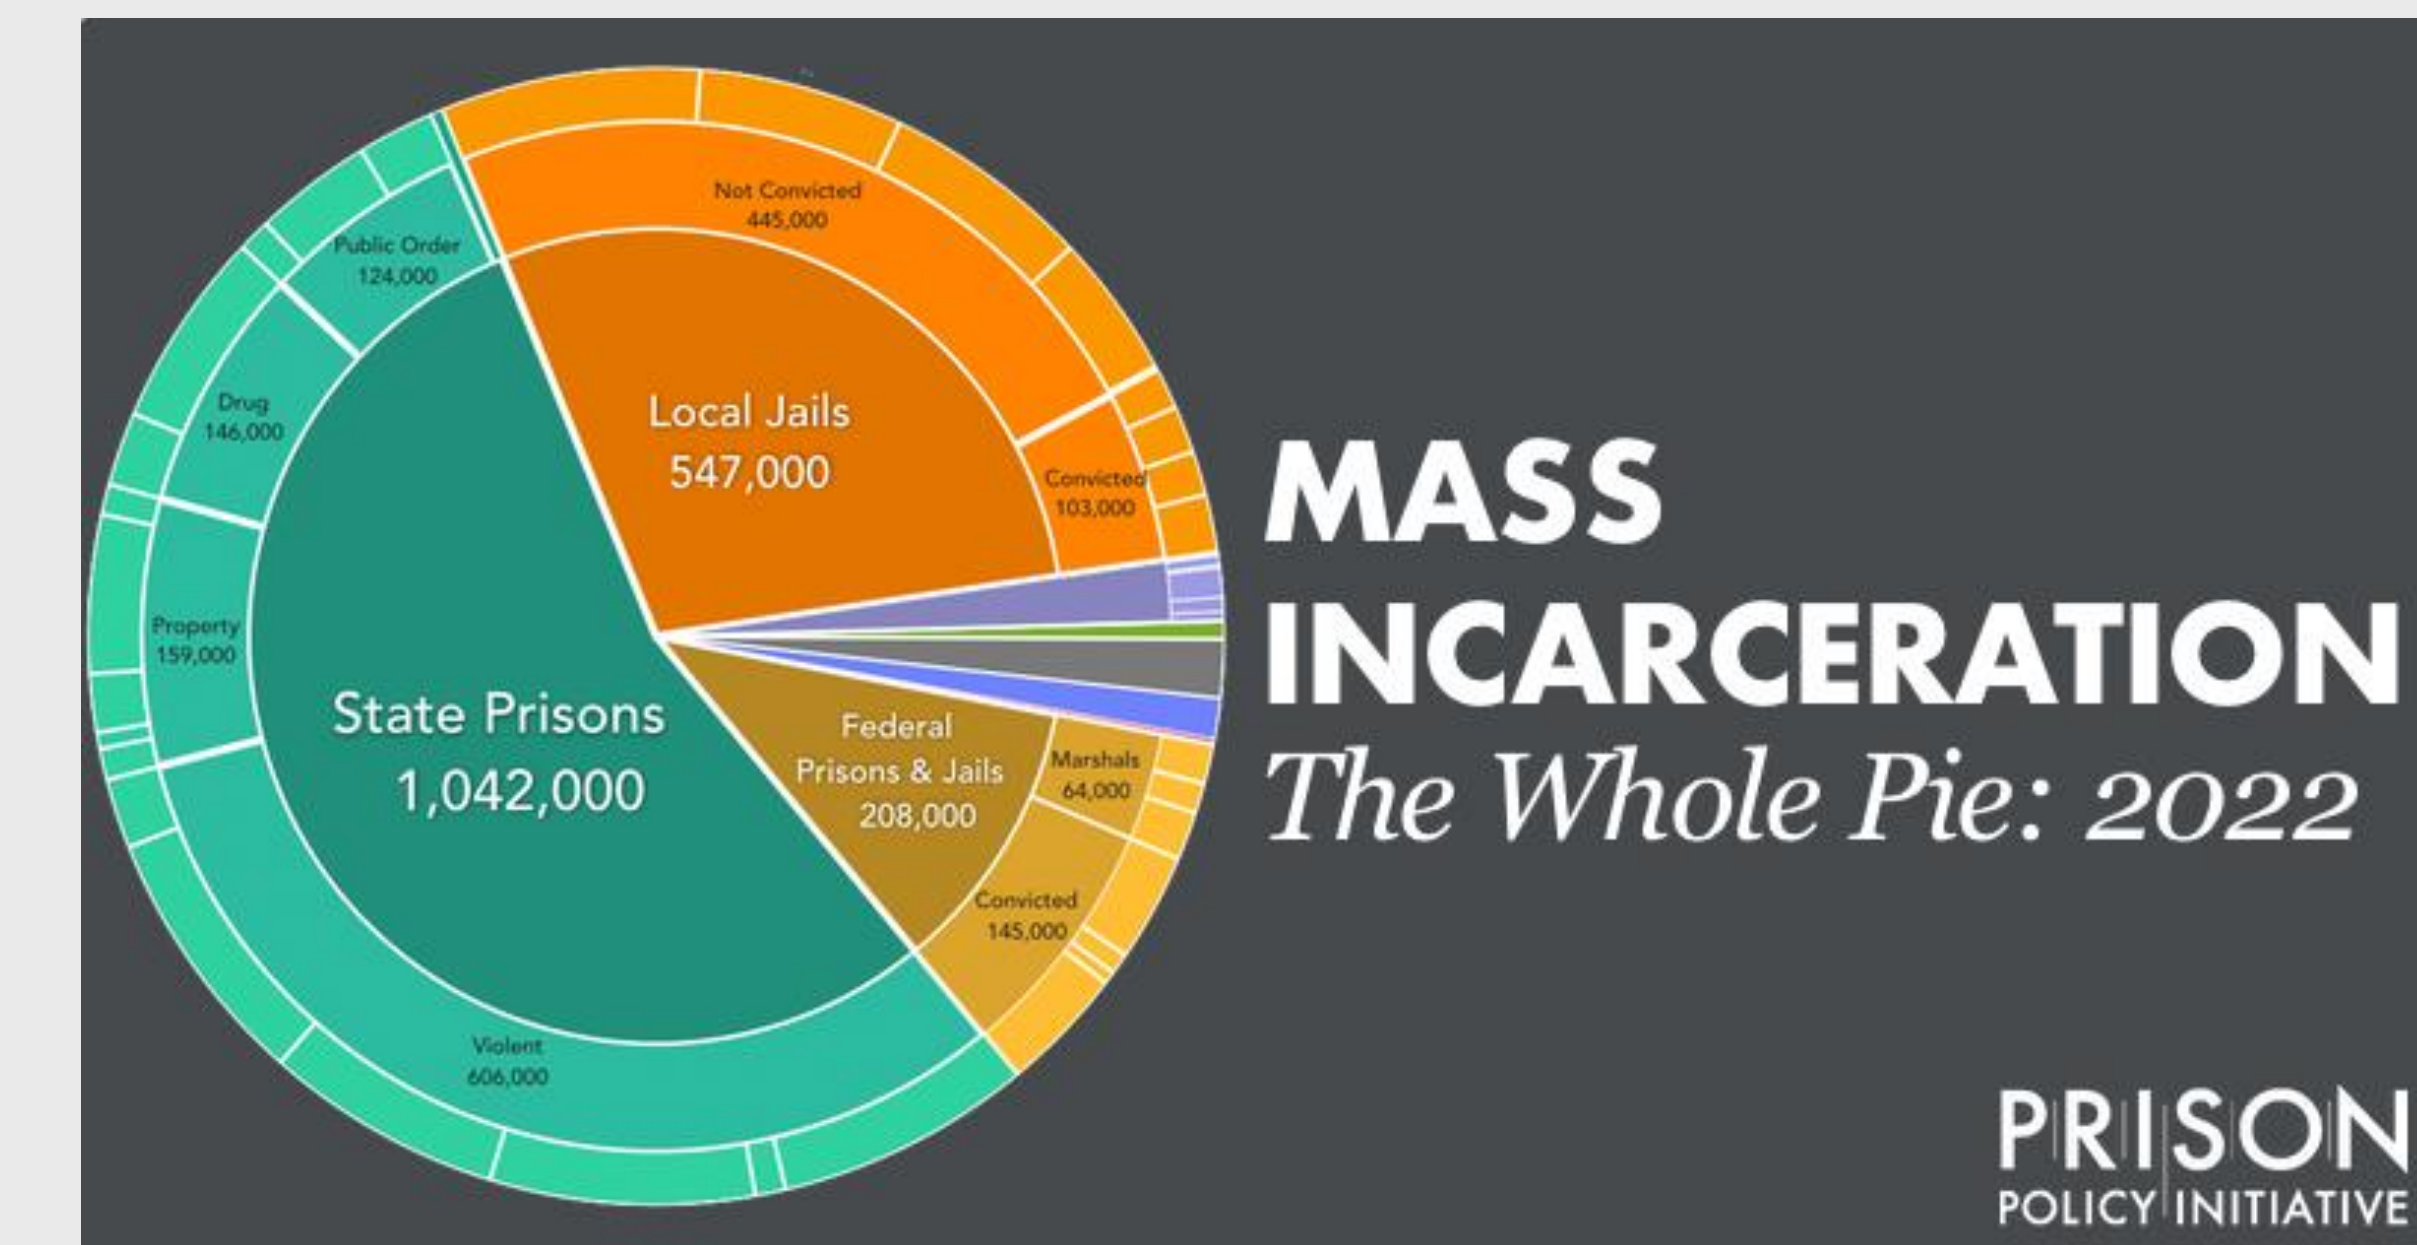 Not Convicted
445,000
Public Order
124,000
Local Jails
547,000
Drug
146,000
Convicted
103,000
Property
159,000
State Prisons
1,042,000
Federal
Prisons & Jails
208,000
Marshals
64,000
Convicted
145,000
Violent
606,000
MASS
INCARCERATION
The Whole Pie: 2022
PRISON
POLICY INITIATIVE